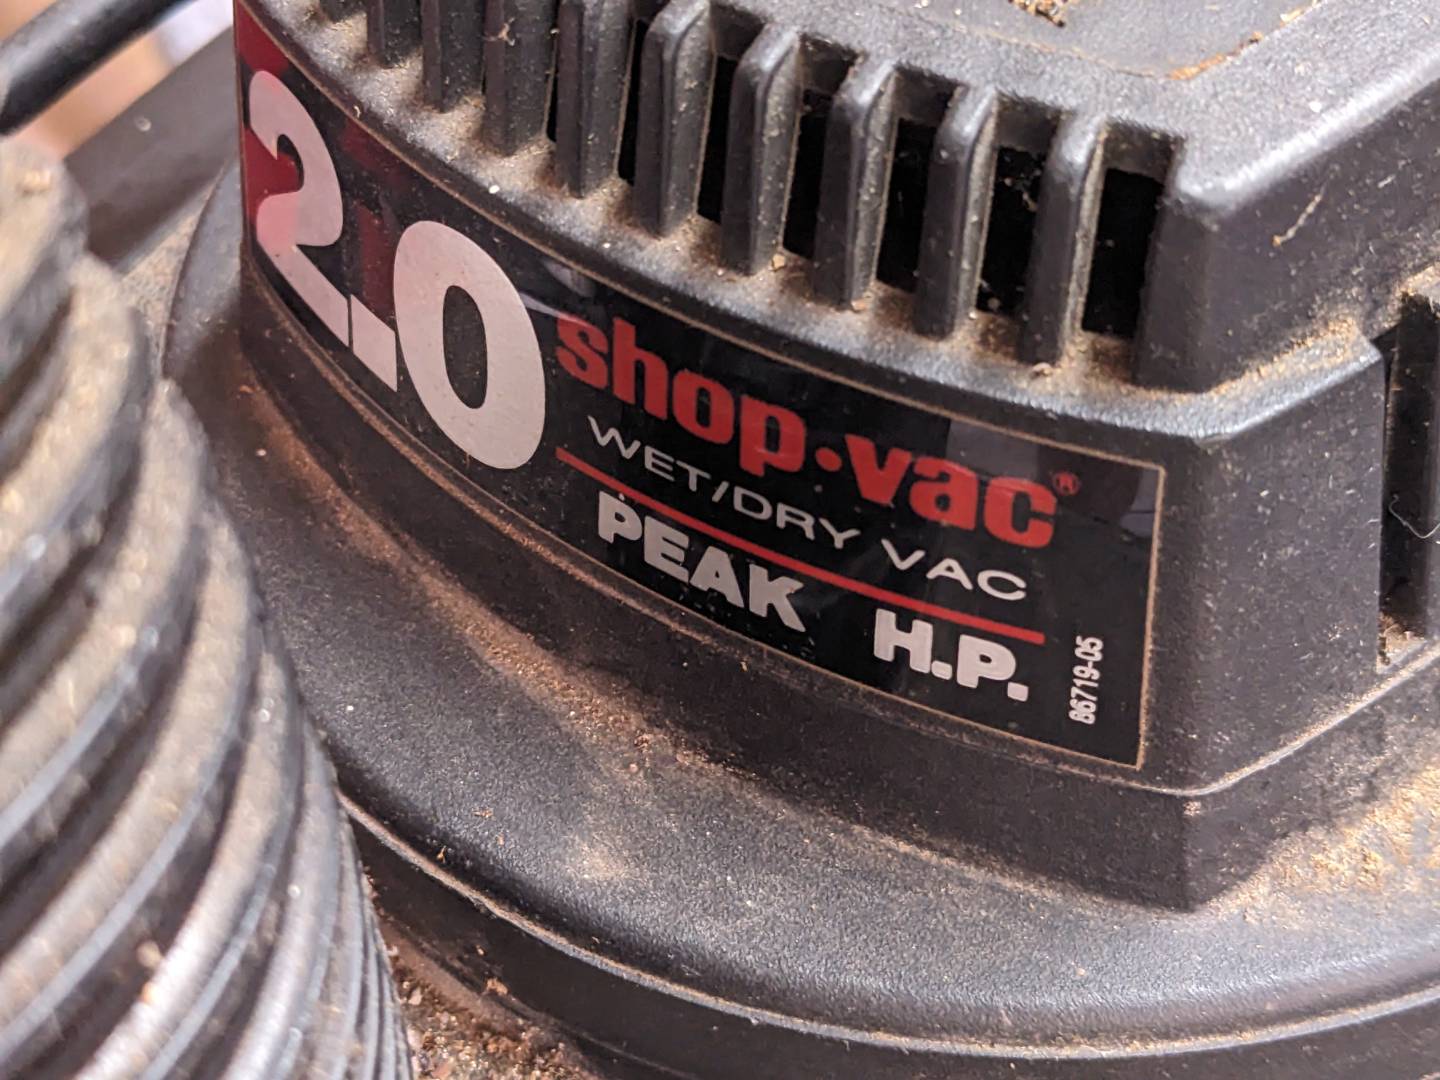 2.0
shop·vac®
WET/DRY VAC
PEAK H.P.
86719-05